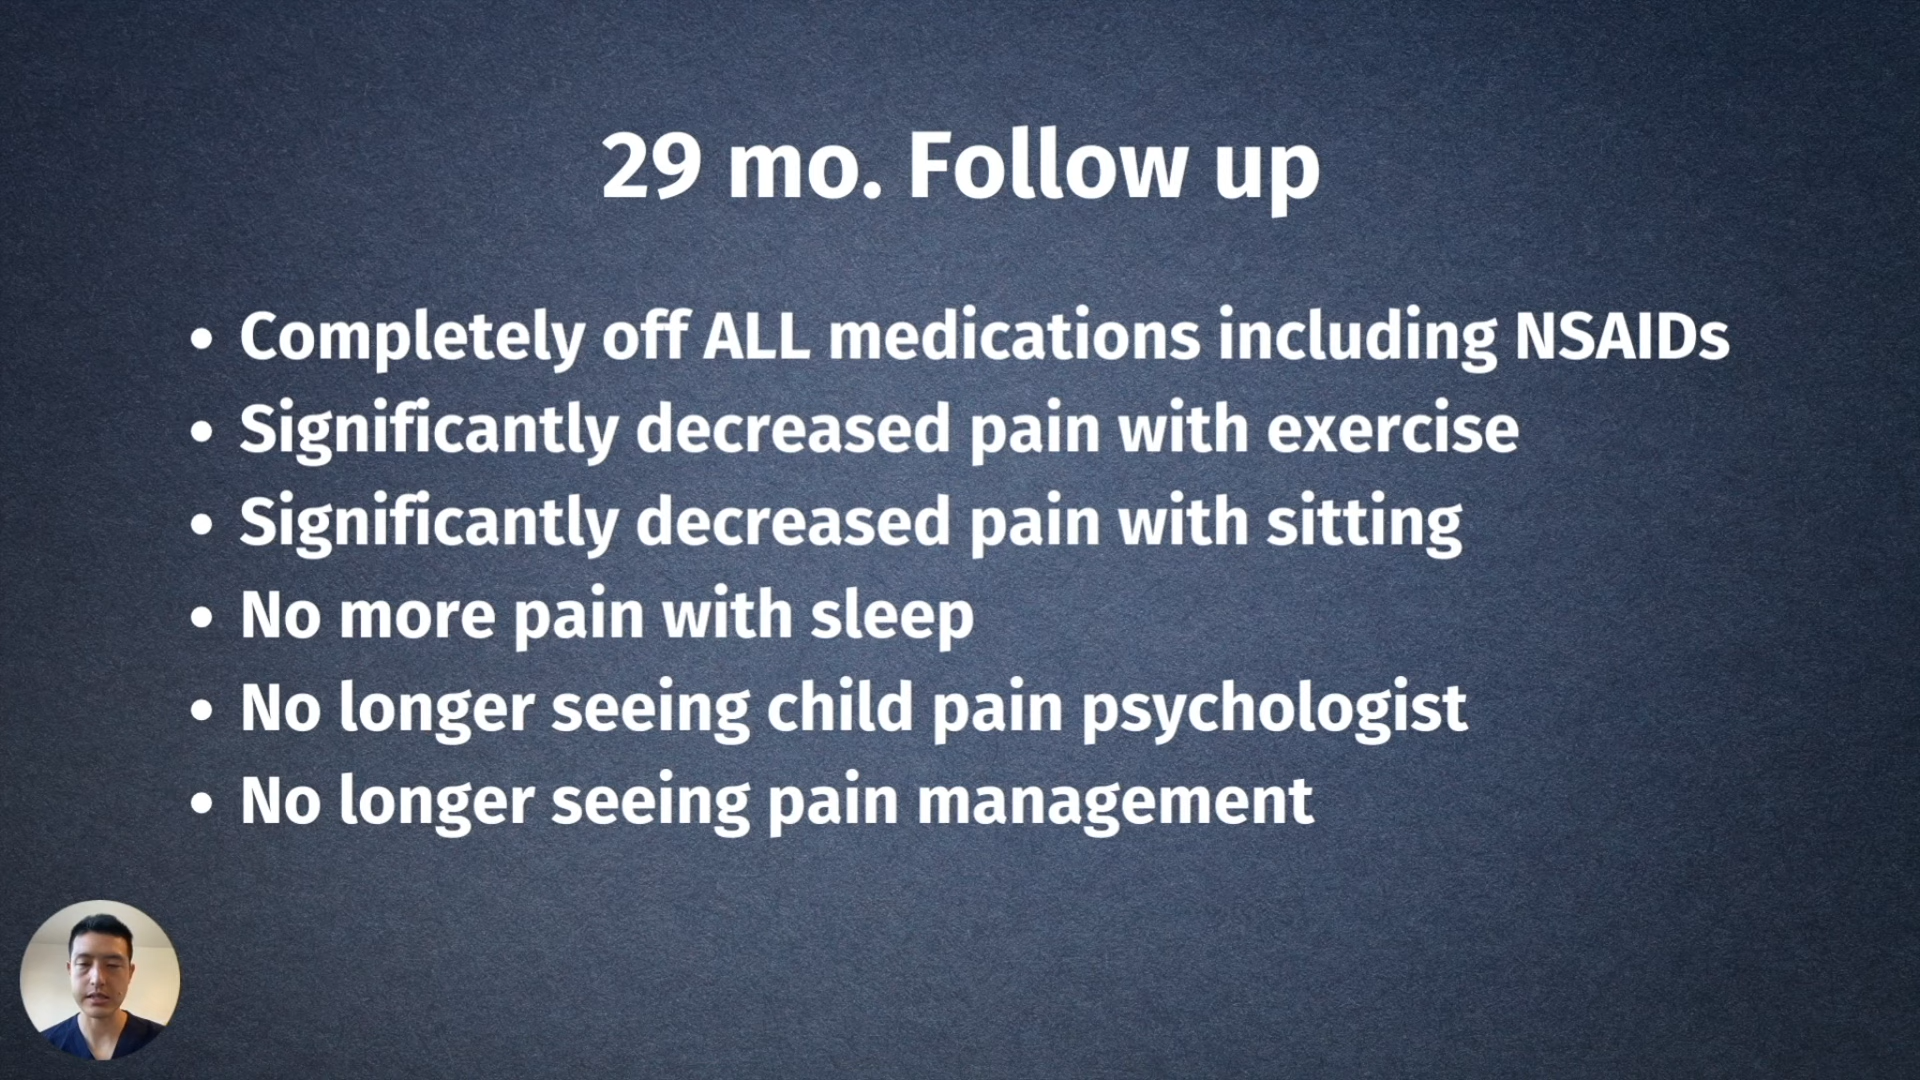 29 mo. Follow up
• Completely off ALL medications including NSAIDs
• Significantly decreased pain with exercise
• Significantly decreased pain with sitting
• No more pain with sleep
• No longer seeing child pain psychologist
• No longer seeing pain management